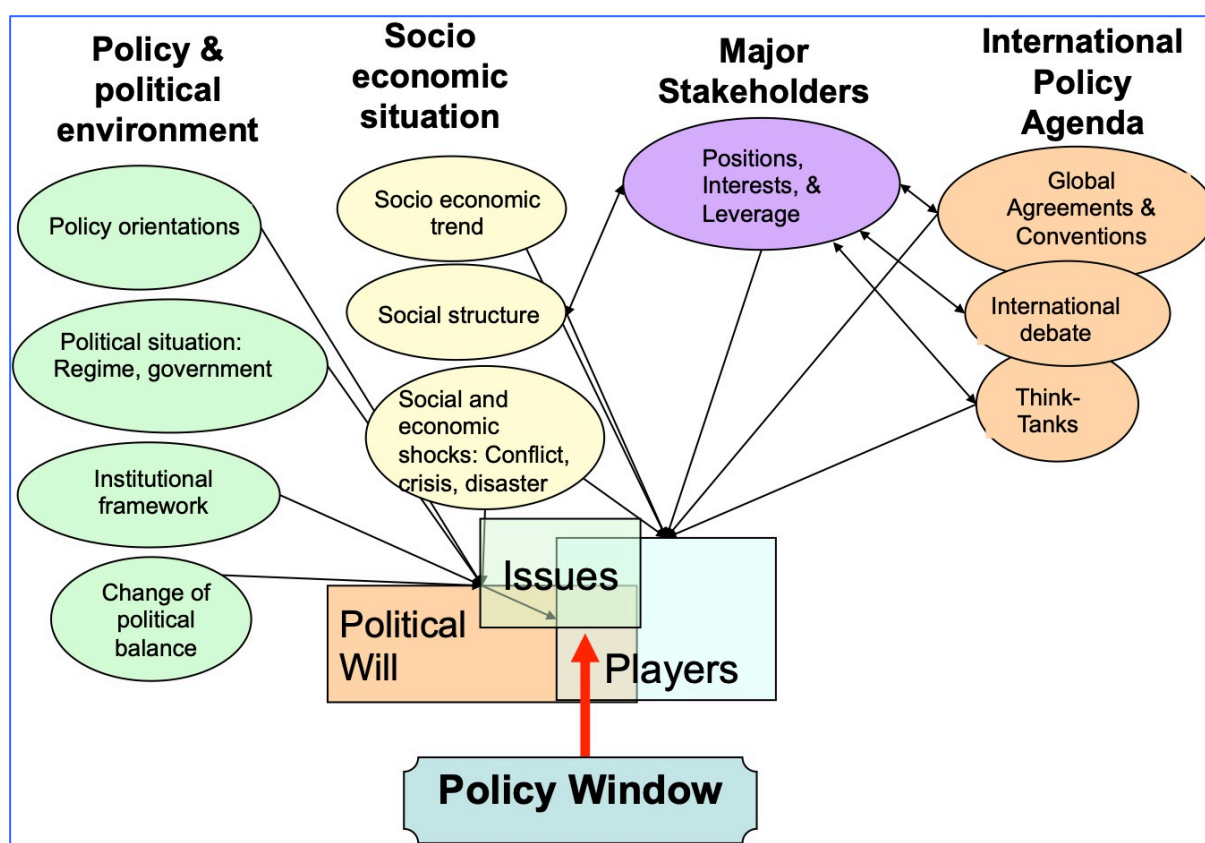 Policy &
political
environment
Socio
economic
situation
Major
Stakeholders
International
Policy
Agenda
Policy orientations
Political situation:
Regime, government
Institutional
framework
Change of
political
balance
Socio economic
trend
Social structure
Social and
economic
shocks: Conflict,
crisis, disaster
Positions,
Interests, &
Leverage
Global
Agreements &
Conventions
International
debate
Think-
Tanks
Issues
Political
Will
Players
Policy Window